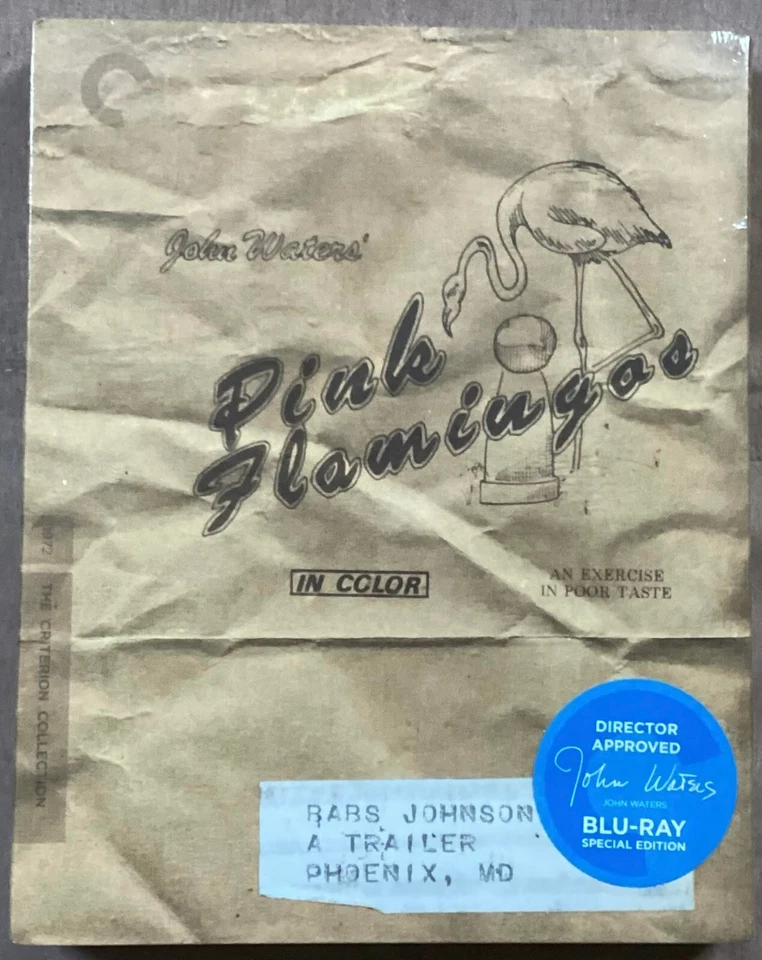 John Waters'
Pink
Flamingos
IN COLOR
AN EXERCISE
IN POOR TASTE
1972 THE CRITERION COLLECTION
DIRECTOR
APPROVED
John Waters
JOHN WATERS
BLU-RAY
SPECIAL EDITION
BABS JOHNSON
A TRAILER
PHOENIX, MD